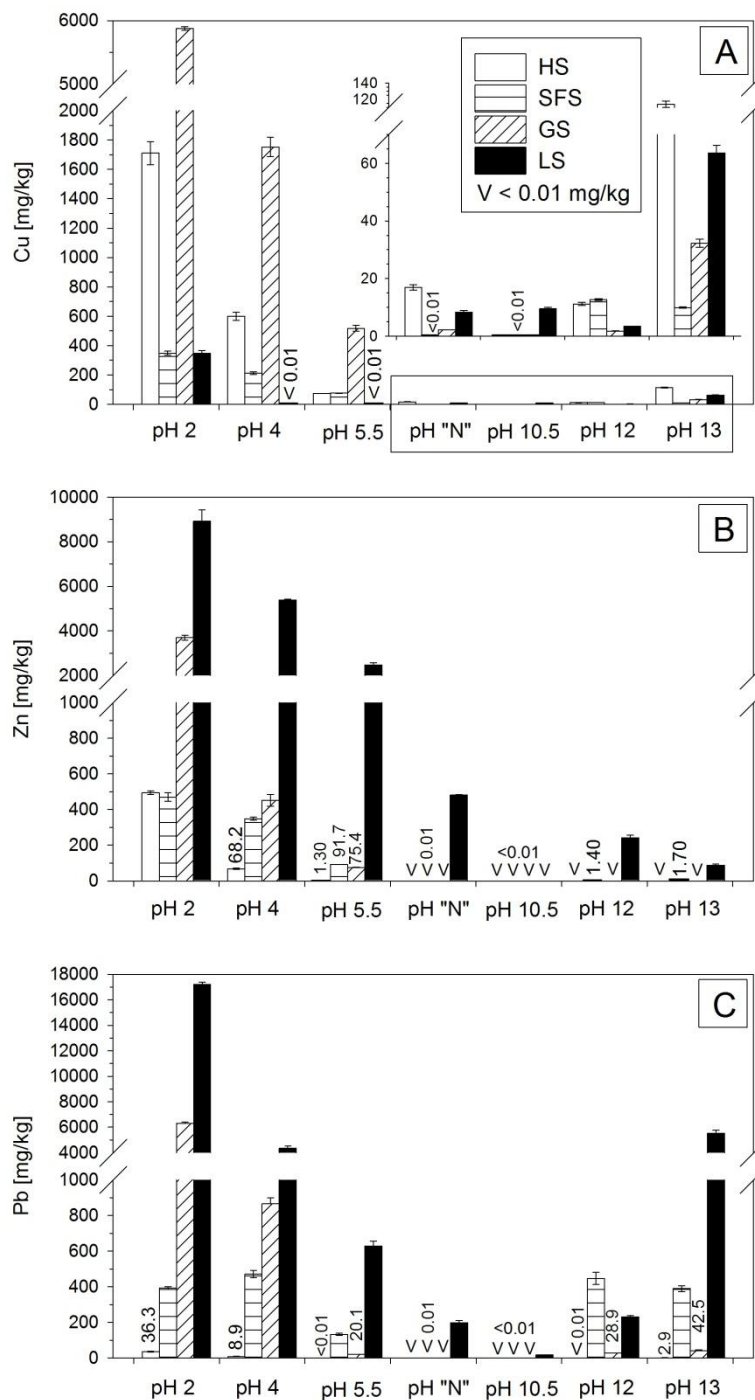 A
6000
5000
2000
1800
1600
1400
1200
1000
800
600
400
200
0
Cu [mg/kg]
140
120
60
40
20
0
HS
SFS
GS
LS
V < 0.01 mg/kg
V < 0.01
V < 0.01
<0.01
<0.01
pH 2 pH 4 pH 5.5 pH "N" pH 10.5 pH 12 pH 13
B
10000
8000
6000
4000
2000
1000
800
600
400
200
0
Zn [mg/kg]
68.2
1.30
91.7
75.4
V V V
0.01
<0.01
V V V V
V
1.40
V
V
1.70
V
pH 2 pH 4 pH 5.5 pH "N" pH 10.5 pH 12 pH 13
C
18000
16000
14000
12000
10000
8000
6000
4000
1000
800
600
400
200
0
Pb [mg/kg]
36.3
8.9
<0.01
20.1
V V V
0.01
<0.01
V V V
<0.01
28.9
2.9
42.5
pH 2 pH 4 pH 5.5 pH "N" pH 10.5 pH 12 pH 13